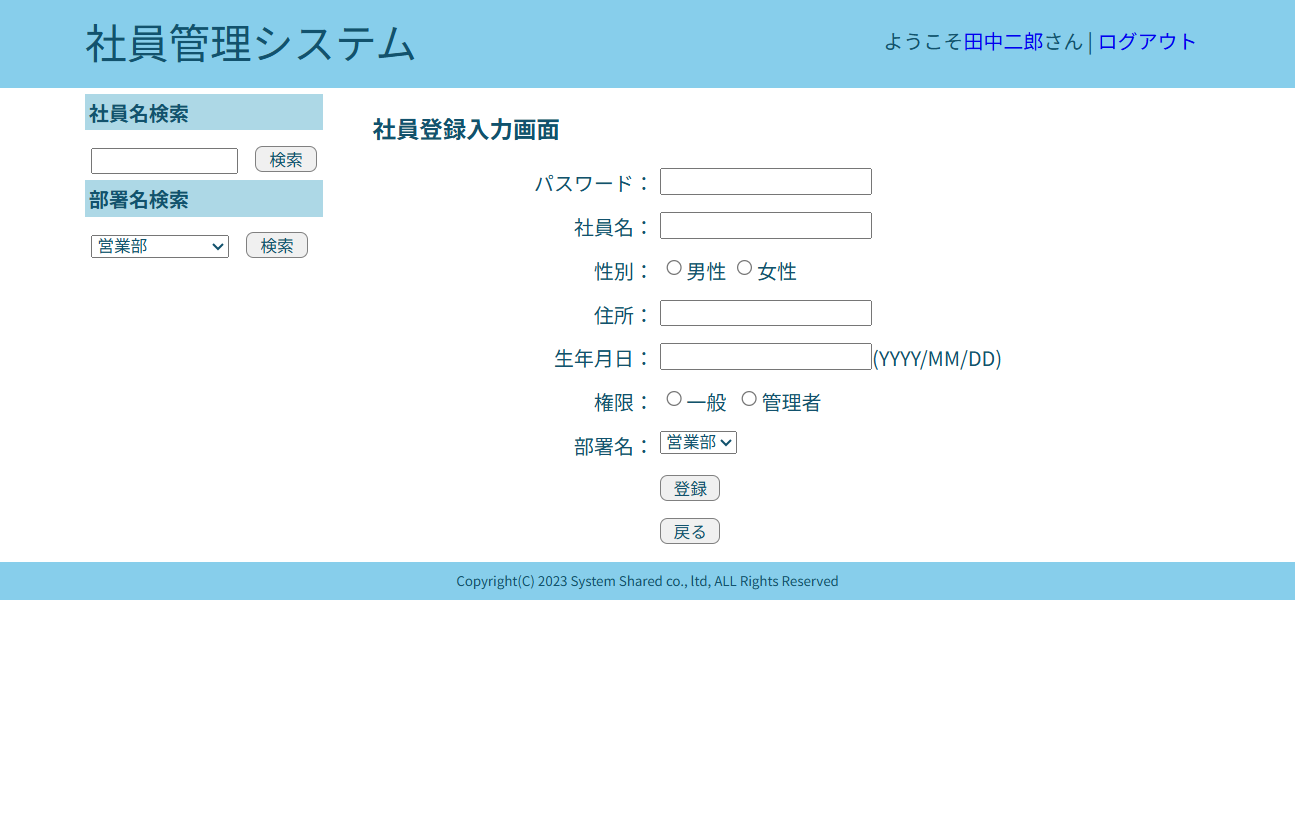 社員管理システム
ようこそ田中二郎さん│ログアウト
社員名検索
検索
部署名検索
営業部 検索
社員登録入力画面
パスワード：
社員名：
性別： 男性 女性
住所：
生年月日： (YYYY/MM/DD)
権限： 一般 管理者
部署名： 営業部
登録
戻る
Copyright(C) 2023 System Shared co., ltd, ALL Rights Reserved